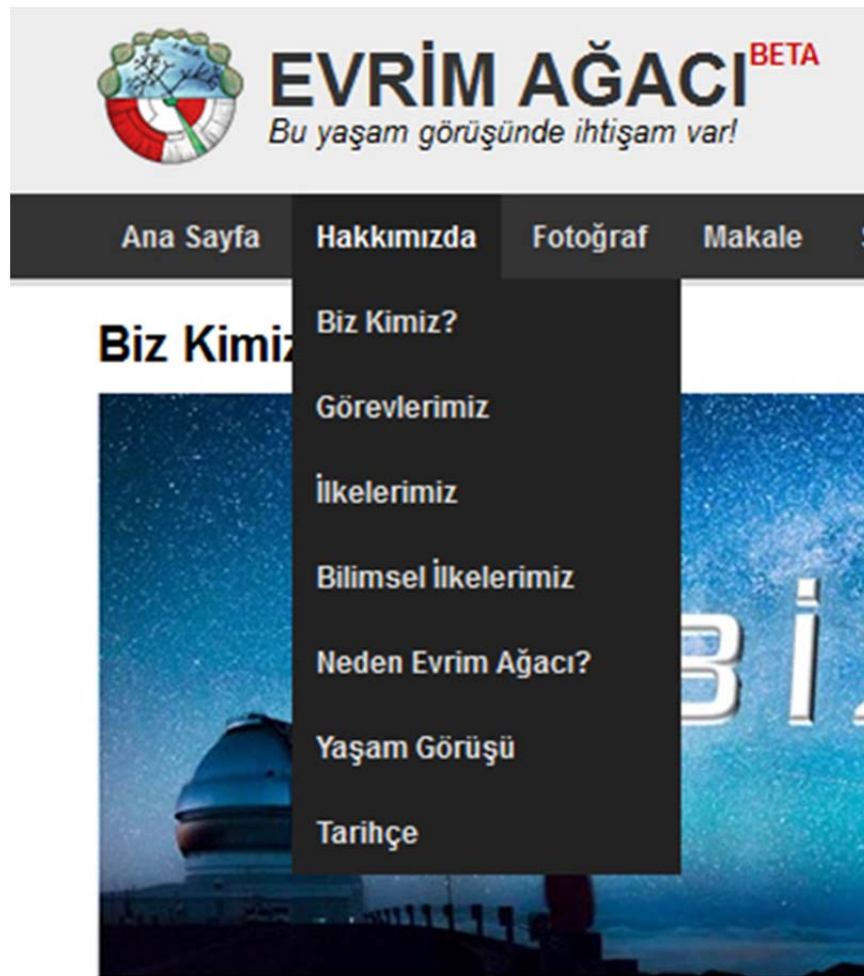 EVRİM AĞACI BETA
Bu yaşam görüşünde ihtişam var!
Ana Sayfa Hakkımızda Fotoğraf Makale
Biz Kimiz?
Biz
Görevlerimiz
İlkelerimiz
Bilimsel İlkelerimiz
Neden Evrim Ağacı?
Yaşam Görüşü
Tarihçe